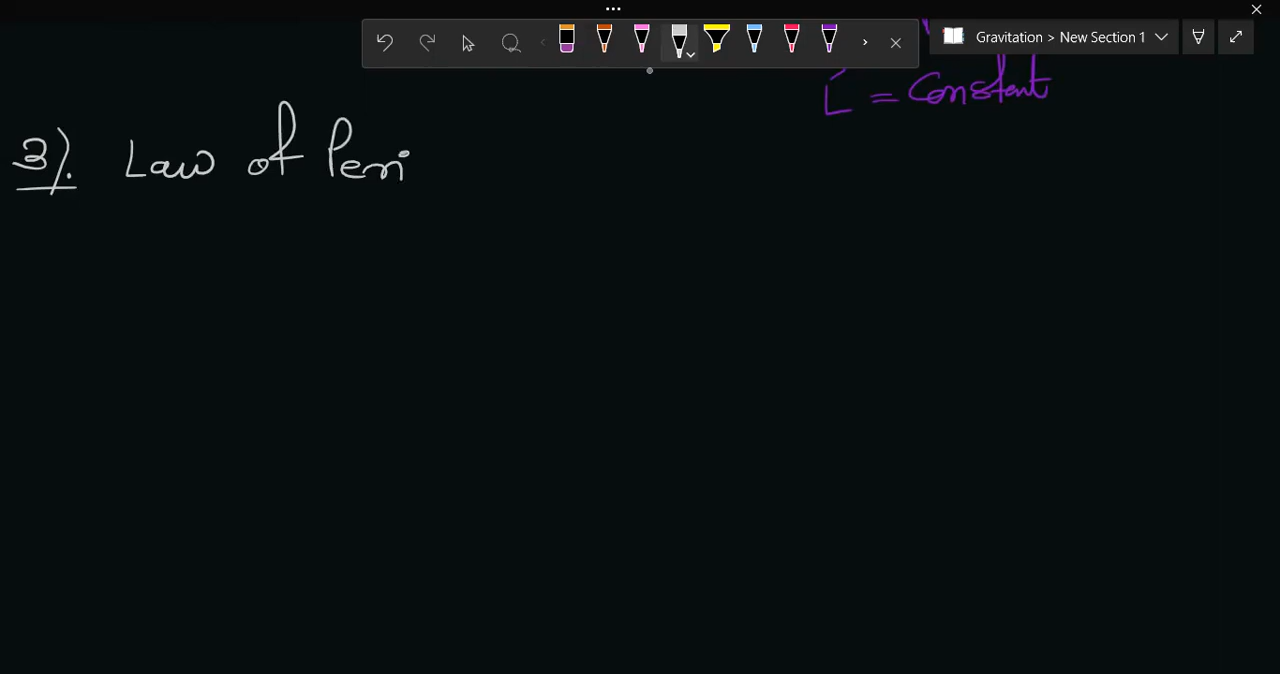 Gravitation > New Section 1
L = Constant
3). Law of Peri